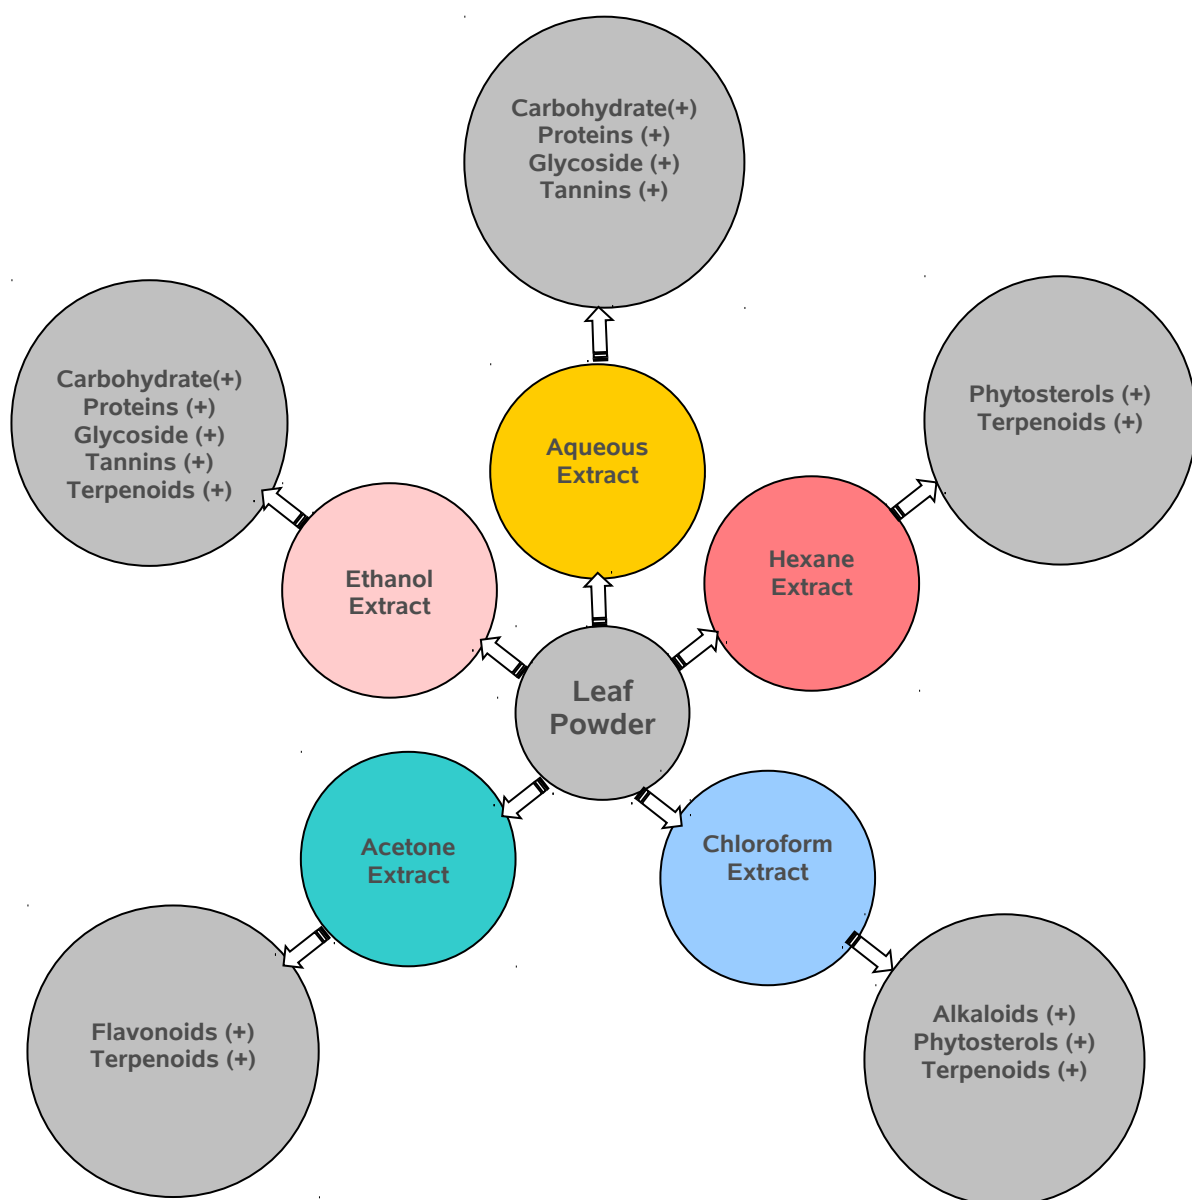 Carbohydrate(+)
Proteins (+)
Glycoside (+)
Tannins (+)
Carbohydrate(+)
Proteins (+)
Glycoside (+)
Tannins (+)
Terpenoids (+)
Phytosterols (+)
Terpenoids (+)
Aqueous
Extract
Ethanol
Extract
Hexane
Extract
Leaf
Powder
Acetone
Extract
Chloroform
Extract
Flavonoids (+)
Terpenoids (+)
Alkaloids (+)
Phytosterols (+)
Terpenoids (+)